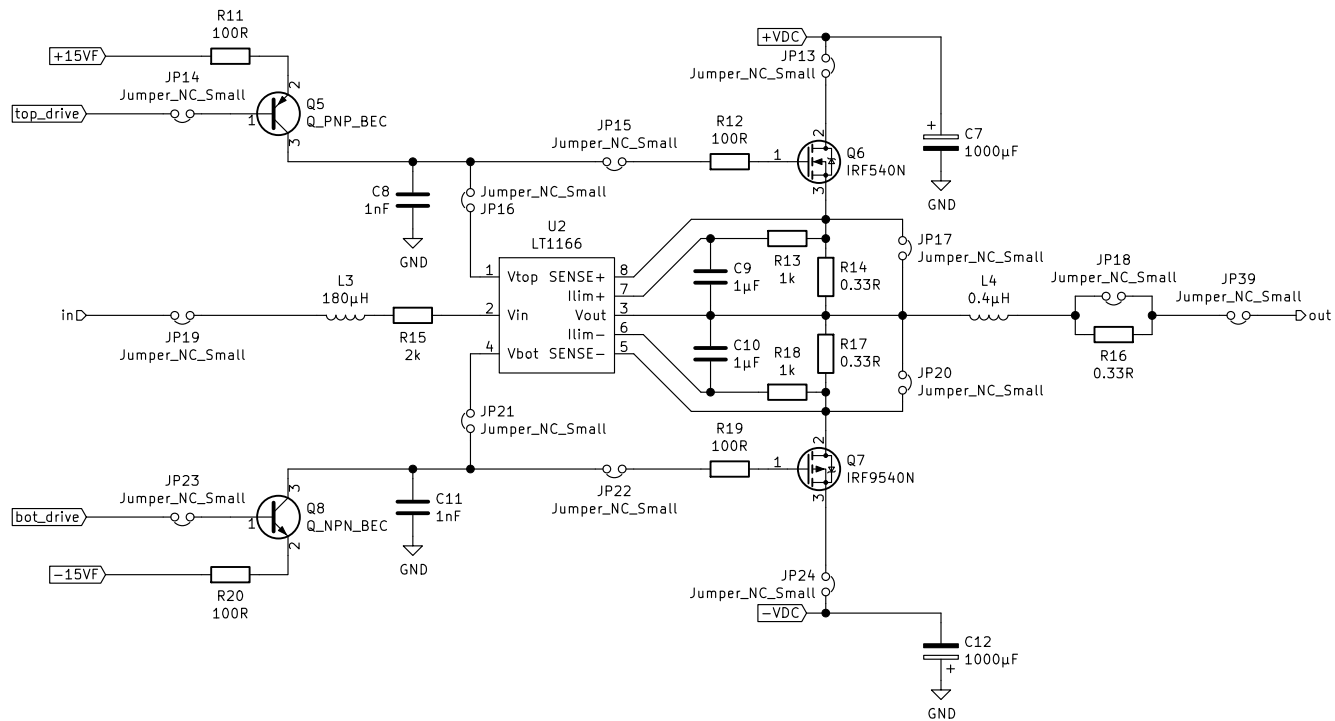 R11
100R
+15VF
JP14
Jumper_NC_Small
top_drive
1
2
3
Q5
Q_PNP_BEC
+VDC
JP13
Jumper_NC_Small
JP15
Jumper_NC_Small
R12
100R
1
2
3
Q6
IRF540N
+
C7
1000µF
GND
C8
1nF
GND
Jumper_NC_Small
JP16
U2
LT1166
1
Vtop
SENSE+
8
Ilim+
7
2
Vin
Vout
3
Ilim-
6
4
Vbot
SENSE-
5
C9
1µF
R13
1k
R14
0.33R
JP17
Jumper_NC_Small
in
JP19
Jumper_NC_Small
L3
180µH
R15
2k
L4
0.4µH
JP18
Jumper_NC_Small
R16
0.33R
JP39
Jumper_NC_Small
out
C10
1µF
R18
1k
R17
0.33R
JP20
Jumper_NC_Small
JP21
Jumper_NC_Small
R19
100R
JP22
Jumper_NC_Small
1
2
3
Q7
IRF9540N
JP23
Jumper_NC_Small
bot_drive
1
3
2
Q8
Q_NPN_BEC
C11
1nF
GND
-15VF
R20
100R
JP24
Jumper_NC_Small
-VDC
C12
1000µF
+
GND